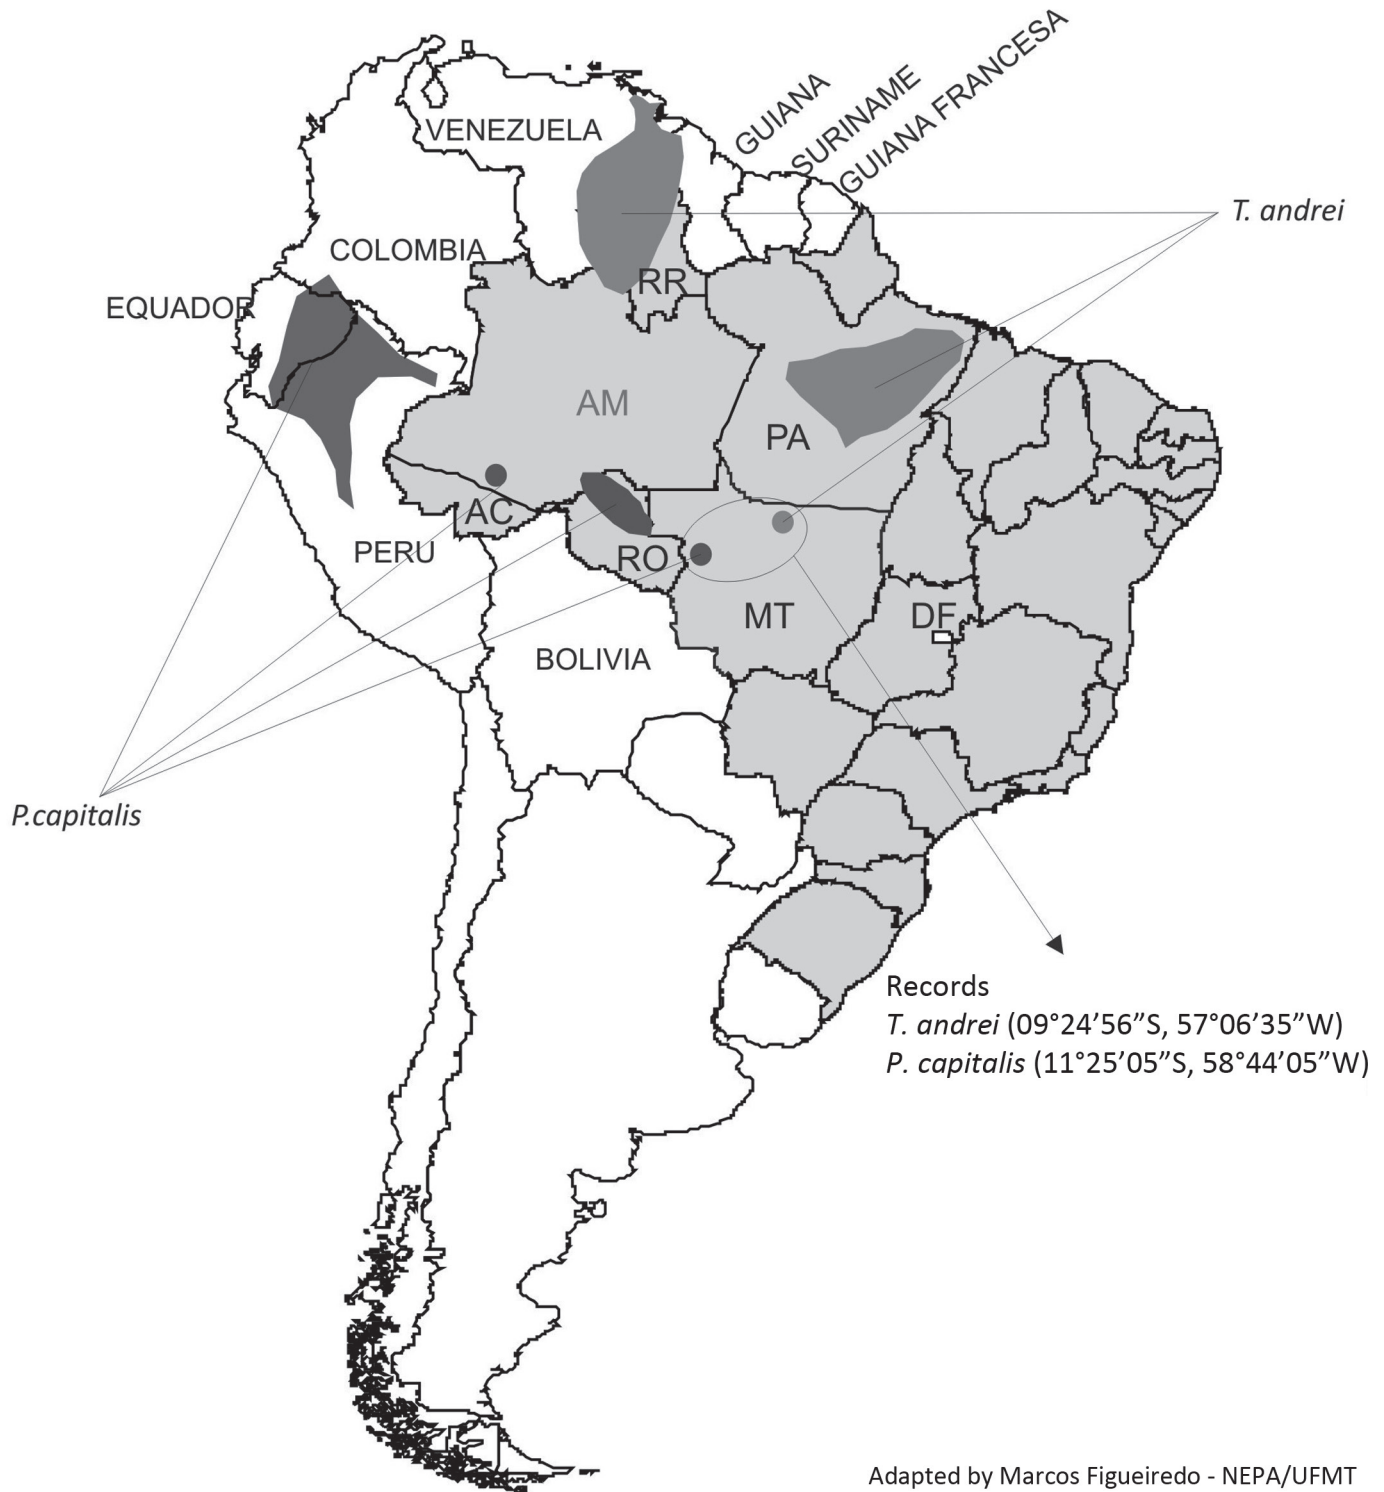 GUIANA
SURINAME
GUIANA FRANCESA
VENEZUELA
T. andrei
COLOMBIA
RR
EQUADOR
AM
PA
AC
PERU
RO
MT
DF
BOLIVIA
P.capitalis
Records
T. andrei (09°24’56”S, 57°06’35”W)
P. capitalis (11°25’05”S, 58°44’05”W)
Adapted by Marcos Figueiredo - NEPA/UFMT